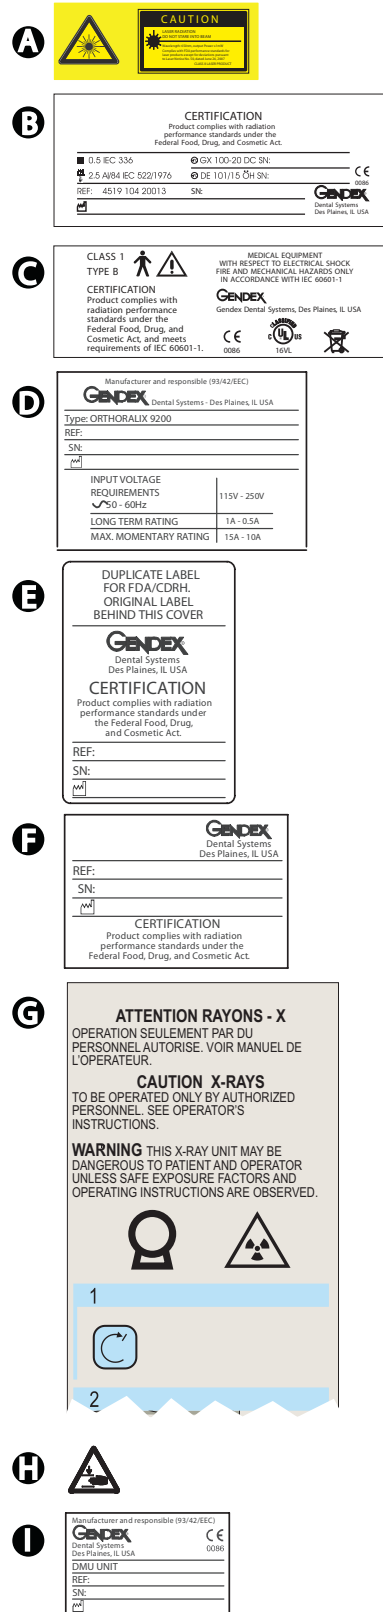 A
CAUTION
LASER RADIATION
DO NOT STARE INTO BEAM
CLASS II LASER PRODUCT
B
CERTIFICATION
Product complies with radiation
performance standards under the
Federal Food, Drug, and Cosmetic Act.
0.5 IEC 336
GX 100-20 DC SN:
2.5 Al/84 IEC 522/1976
DE 101/15 ÖH SN:
CE
0086
REF: 4519 104 20013
SN:
GENDEX
Dental Systems
Des Plaines, IL USA
C
CLASS 1
TYPE B
CERTIFICATION
Product complies with
radiation performance
standards under the
Federal Food, Drug, and
Cosmetic Act, and meets
requirements of IEC 60601-1.
MEDICAL EQUIPMENT
WITH RESPECT TO ELECTRICAL SHOCK
FIRE AND MECHANICAL HAZARDS ONLY
IN ACCORDANCE WITH IEC 60601-1
GENDEX
Gendex Dental Systems, Des Plaines, IL USA
CE
0086
CLASSIFIED
C UL US
16VL
D
Manufacturer and responsible (93/42/EEC)
GENDEX Dental Systems - Des Plaines, IL USA
Type: ORTHORALIX 9200
REF:
SN:
INPUT VOLTAGE
REQUIREMENTS
50 - 60Hz
115V - 250V
LONG TERM RATING 1A - 0.5A
MAX. MOMENTARY RATING 15A - 10A
E
DUPLICATE LABEL
FOR FDA/CDRH.
ORIGINAL LABEL
BEHIND THIS COVER
GENDEX
Dental Systems
Des Plaines, IL USA
CERTIFICATION
Product complies with radiation
performance standards under
the Federal Food, Drug,
and Cosmetic Act.
REF:
SN:
F
GENDEX
Dental Systems
Des Plaines, IL USA
REF:
SN:
CERTIFICATION
Product complies with radiation
performance standards under the
Federal Food, Drug, and Cosmetic Act.
G
ATTENTION RAYONS - X
OPERATION SEULEMENT PAR DU
PERSONNEL AUTORISE. VOIR MANUEL DE
L'OPERATEUR.
CAUTION X-RAYS
TO BE OPERATED ONLY BY AUTHORIZED
PERSONNEL. SEE OPERATOR'S
INSTRUCTIONS.
WARNING THIS X-RAY UNIT MAY BE
DANGEROUS TO PATIENT AND OPERATOR
UNLESS SAFE EXPOSURE FACTORS AND
OPERATING INSTRUCTIONS ARE OBSERVED.
1
2
H
I
Manufacturer and responsible (93/42/EEC)
GENDEX
Dental Systems
Des Plaines, IL USA
CE
0086
DMU UNIT
REF:
SN: